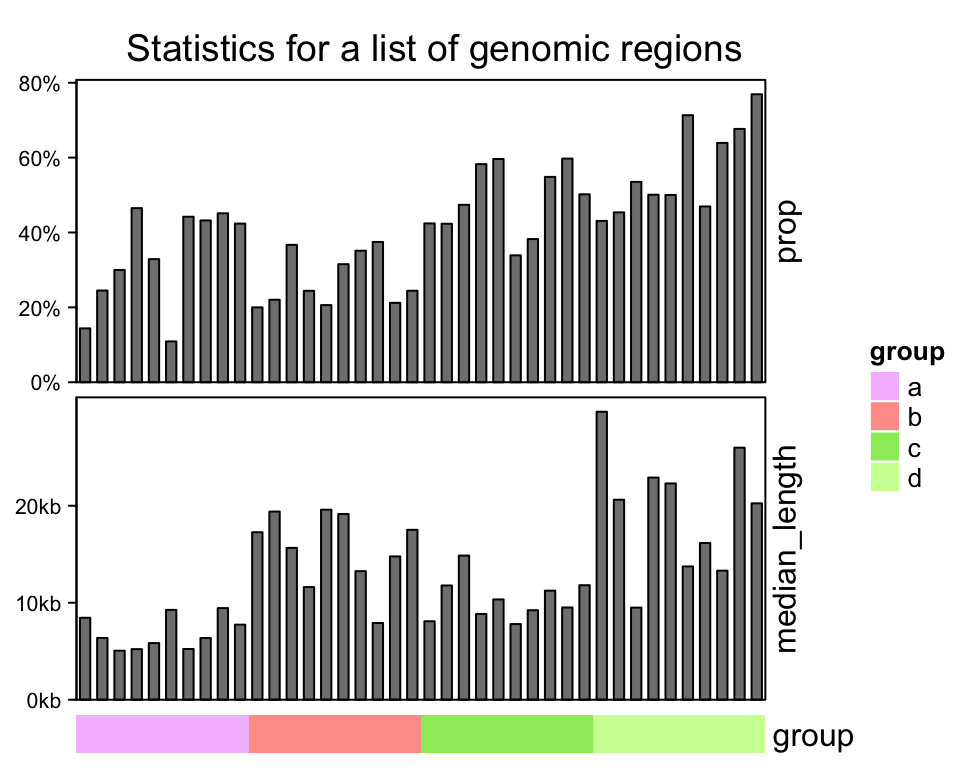 Statistics for a list of genomic regions
80%
60%
40%
20%
0%
prop
20kb
10kb
0kb
median_length
group
group
a
b
c
d